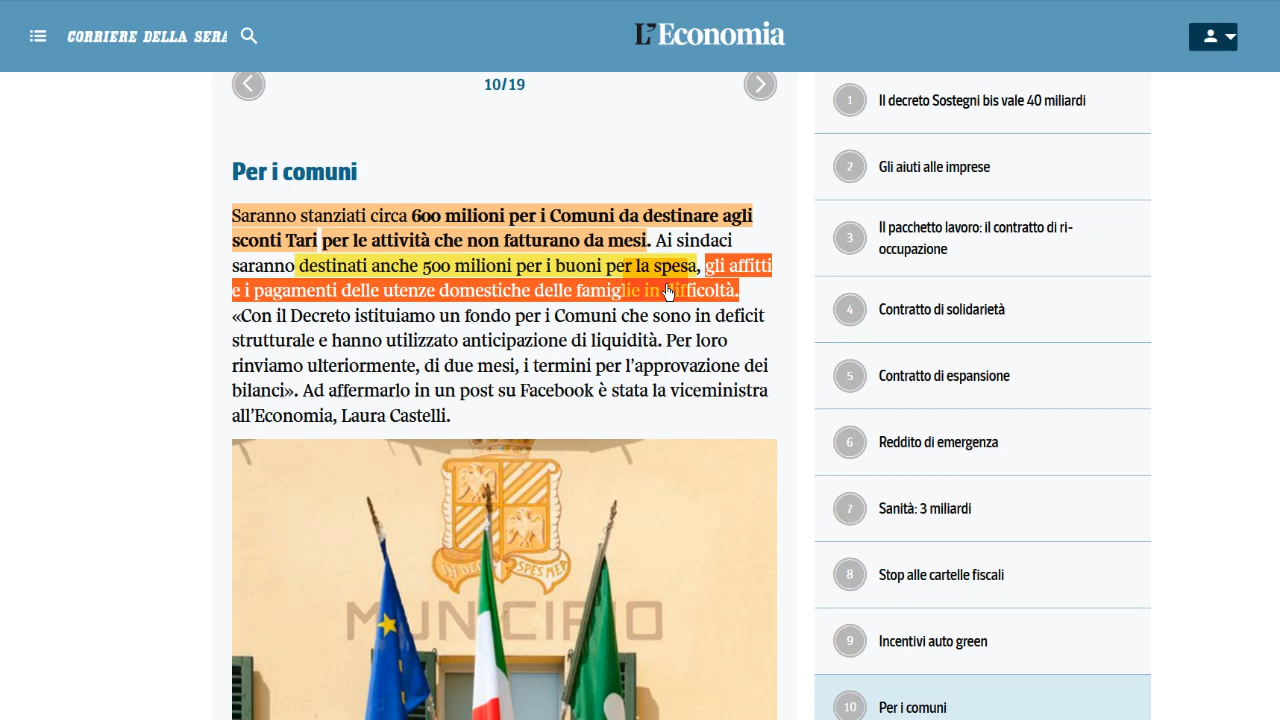 CORRIERE DELLA SERA
L'Economia
10/19
Per i comuni
Saranno stanziati circa 600 milioni per i Comuni da destinare agli
sconti Tari per le attività che non fatturano da mesi. Ai sindaci
saranno destinati anche 500 milioni per i buoni per la spesa, gli affitti
e i pagamenti delle utenze domestiche delle famiglie in difficoltà.
«Con il Decreto istituiamo un fondo per i Comuni che sono in deficit
strutturale e hanno utilizzato anticipazione di liquidità. Per loro
rinviamo ulteriormente, di due mesi, i termini per l'approvazione dei
bilanci». Ad affermarlo in un post su Facebook è stata la viceministra
all'Economia, Laura Castelli.
MUNICIPIO
1 Il decreto Sostegni bis vale 40 miliardi
2 Gli aiuti alle imprese
3 Il pacchetto lavoro: il contratto di ri-
occupazione
4 Contratto di solidarietà
5 Contratto di espansione
6 Reddito di emergenza
7 Sanità: 3 miliardi
8 Stop alle cartelle fiscali
9 Incentivi auto green
10 Per i comuni